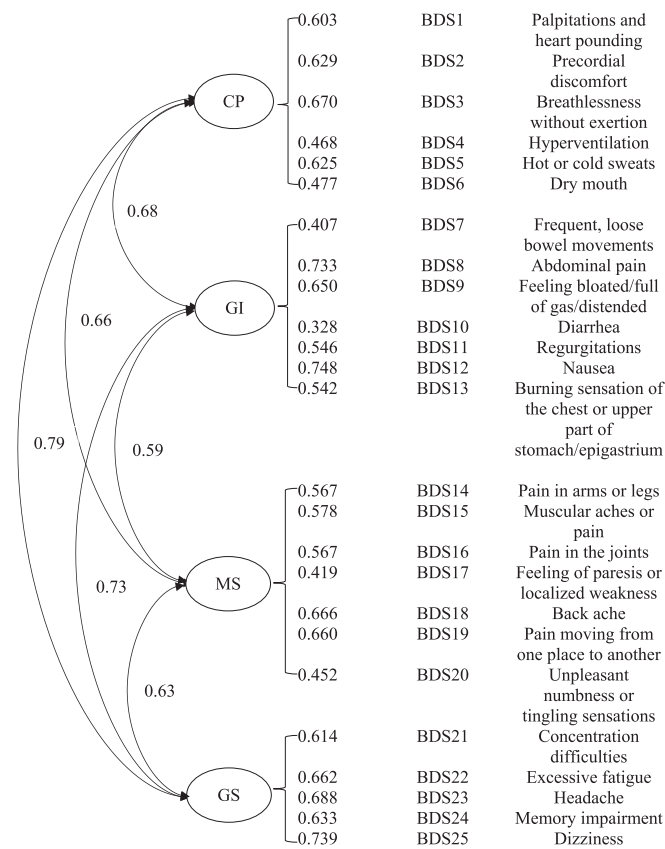 0.603 BDS1 Palpitations and
heart pounding
0.629 BDS2 Precordial
discomfort
CP
0.670 BDS3 Breathlessness
without exertion
0.468 BDS4 Hyperventilation
0.625 BDS5 Hot or cold sweats
0.477 BDS6 Dry mouth
0.68
0.407 BDS7 Frequent, loose
bowel movements
0.733 BDS8 Abdominal pain
0.650 BDS9 Feeling bloated/full
GI
of gas/distended
0.66
0.328 BDS10 Diarrhea
0.546 BDS11 Regurgitations
0.748 BDS12 Nausea
0.542 BDS13 Burning sensation of
the chest or upper
part of
stomach/epigastrium
0.79
0.59
0.567 BDS14 Pain in arms or legs
0.578 BDS15 Muscular aches or
pain
0.567 BDS16 Pain in the joints
0.73
MS
0.419 BDS17 Feeling of paresis or
localized weakness
0.666 BDS18 Back ache
0.660 BDS19 Pain moving from
one place to another
0.452 BDS20 Unpleasant
numbness or
tingling sensations
0.63
0.614 BDS21 Concentration
difficulties
0.662 BDS22 Excessive fatigue
GS
0.688 BDS23 Headache
0.633 BDS24 Memory impairment
0.739 BDS25 Dizziness